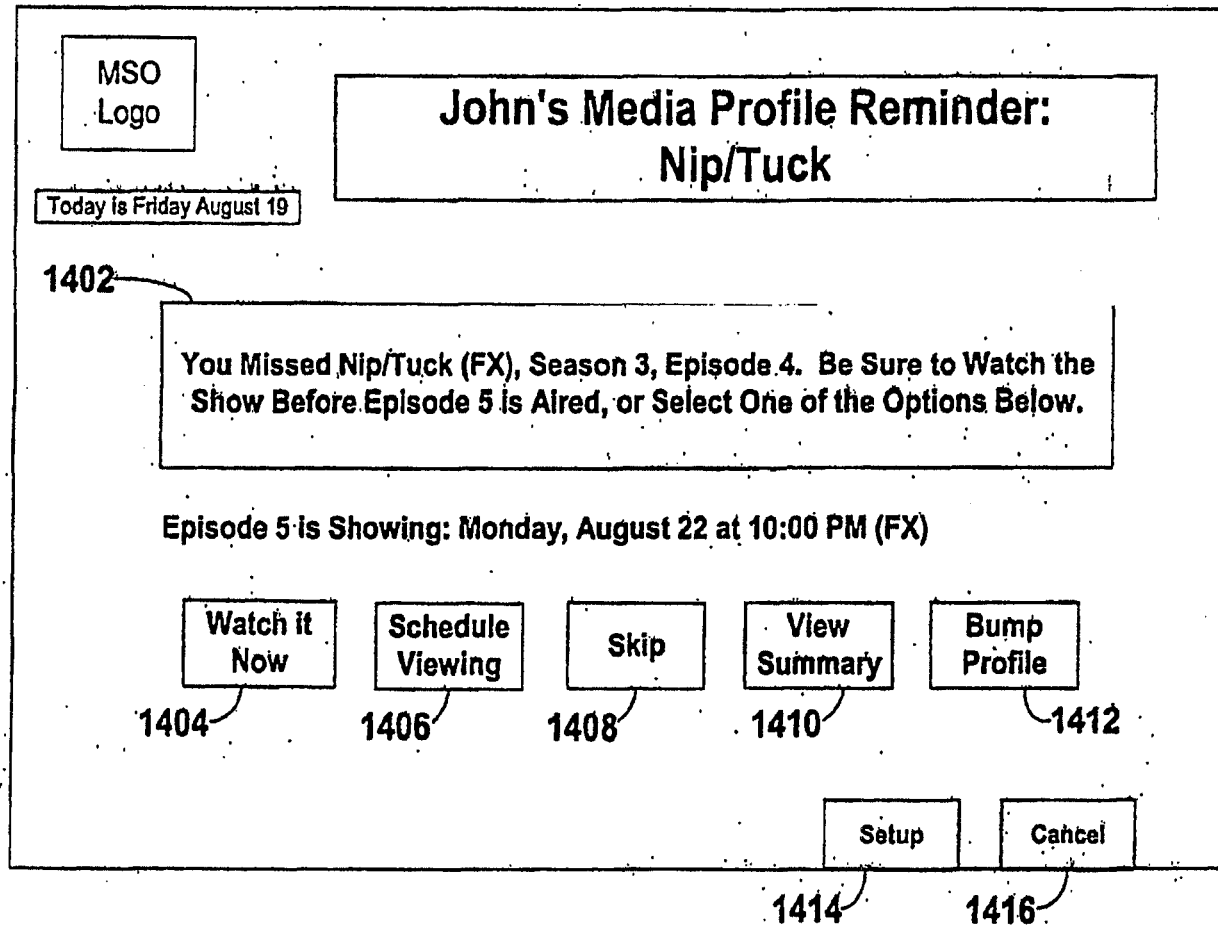 MSO
Logo
John's Media Profile Reminder:
Nip/Tuck
Today is Friday August 19
1402
You Missed Nip/Tuck (FX), Season 3, Episode 4. Be Sure to Watch the
Show Before Episode 5 is Aired, or Select One of the Options Below.
Episode 5 is Showing: Monday, August 22 at 10:00 PM (FX)
Watch it
Now
Schedule
Viewing
Skip
View
Summary
Bump
Profile
1404
1406
1408
1410
1412
Setup
Cancel
1414
1416